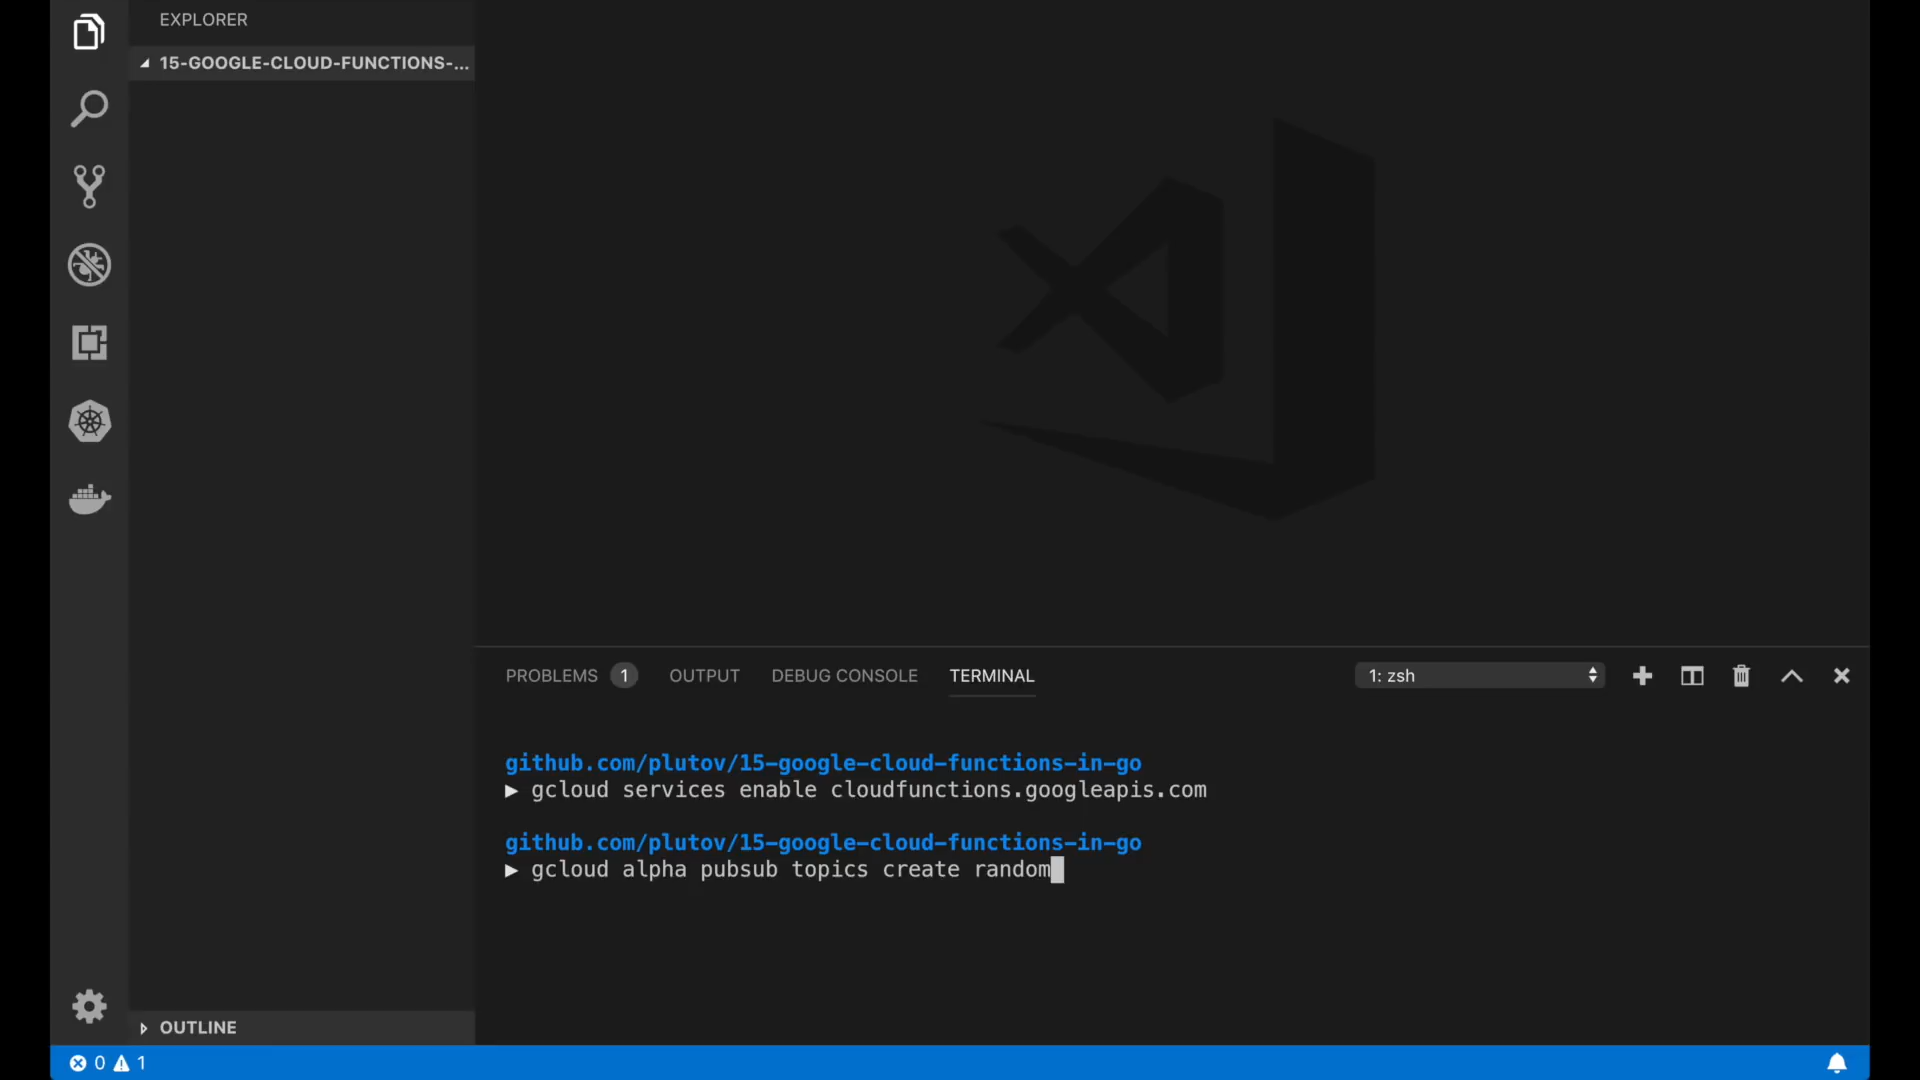 EXPLORER
15-GOOGLE-CLOUD-FUNCTIONS-...
PROBLEMS 1 OUTPUT DEBUG CONSOLE TERMINAL 1: zsh
github.com/plutov/15-google-cloud-functions-in-go
▶ gcloud services enable cloudfunctions.googleapis.com
github.com/plutov/15-google-cloud-functions-in-go
▶ gcloud alpha pubsub topics create random
OUTLINE
0 1